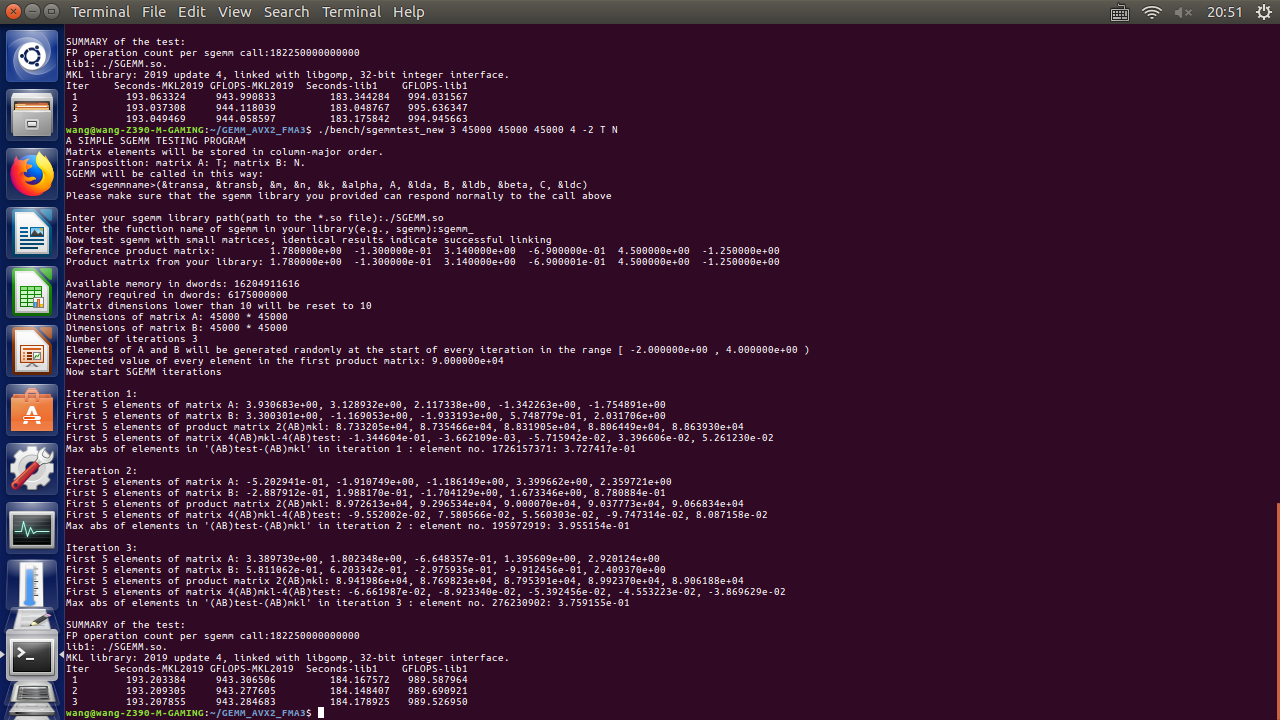 Terminal File Edit View Search Terminal Help 20:51
SUMMARY of the test:
FP operation count per sgemm call:182250000000000
lib1: ./SGEMM.so.
MKL library: 2019 update 4, linked with libgomp, 32-bit integer interface.
Iter Seconds-MKL2019 GFLOPS-MKL2019 Seconds-lib1 GFLOPS-lib1
1 193.063324 943.990833 183.344284 994.031567
2 193.037308 944.118039 183.048767 995.636347
3 193.049469 944.058597 183.175842 994.945663
wang@wang-Z390-M-GAMING:~/GEMM_AVX2_FMA3$ ./bench/sgemmtest_new 3 45000 45000 45000 4 -2 T N
A SIMPLE SGEMM TESTING PROGRAM
Matrix elements will be stored in column-major order.
Transposition: matrix A: T; matrix B: N.
SGEMM will be called in this way:
<sgemmname>(&transa, &transb, &m, &n, &k, &alpha, A, &lda, B, &ldb, &beta, C, &ldc)
Please make sure that the sgemm library you provided can respond normally to the call above
Enter your sgemm library path(path to the *.so file):./SGEMM.so
Enter the function name of sgemm in your library(e.g., sgemm):sgemm_
Now test sgemm with small matrices, identical results indicate successful linking
Reference product matrix: 1.780000e+00 -1.300000e-01 3.140000e+00 -6.900000e-01 4.500000e+00 -1.250000e+00
Product matrix from your library: 1.780000e+00 -1.300000e-01 3.140000e+00 -6.900001e-01 4.500000e+00 -1.250000e+00
Available memory in dwords: 16204911616
Memory required in dwords: 6175000000
Matrix dimensions lower than 10 will be reset to 10
Dimensions of matrix A: 45000 * 45000
Dimensions of matrix B: 45000 * 45000
Number of iterations 3
Elements of A and B will be generated randomly at the start of every iteration in the range [ -2.000000e+00 , 4.000000e+00 )
Expected value of every element in the first product matrix: 9.000000e+04
Now start SGEMM iterations
Iteration 1:
First 5 elements of matrix A: 3.930683e+00, 3.128932e+00, 2.117338e+00, -1.342263e+00, -1.754891e+00
First 5 elements of matrix B: 3.300301e+00, -1.169053e+00, -1.933193e+00, 5.748779e-01, 2.031706e+00
First 5 elements of product matrix 2(AB)mkl: 8.733205e+04, 8.735466e+04, 8.831905e+04, 8.806449e+04, 8.863930e+04
First 5 elements of matrix 4(AB)mkl-4(AB)test: -1.344604e-01, -3.662109e-03, -5.715942e-02, 3.396606e-02, 5.261230e-02
Max abs of elements in '(AB)test-(AB)mkl' in iteration 1 : element no. 1726157371: 3.727417e-01
Iteration 2:
First 5 elements of matrix A: -5.202941e-01, -1.910749e+00, -1.186149e+00, 3.399662e+00, 2.359721e+00
First 5 elements of matrix B: -2.887912e-01, 1.988170e-01, -1.704129e+00, 1.673346e+00, 8.780884e-01
First 5 elements of product matrix 2(AB)mkl: 8.972613e+04, 9.296534e+04, 9.000070e+04, 9.037773e+04, 9.066834e+04
First 5 elements of matrix 4(AB)mkl-4(AB)test: -9.552002e-02, 7.580566e-02, 5.560303e-02, -9.747314e-02, 8.087158e-02
Max abs of elements in '(AB)test-(AB)mkl' in iteration 2 : element no. 195972919: 3.955154e-01
Iteration 3:
First 5 elements of matrix A: 3.389739e+00, 1.802348e+00, -6.648357e-01, 1.395609e+00, 2.920124e+00
First 5 elements of matrix B: 5.811062e-01, 6.203342e-01, -2.975935e-01, -9.912456e-01, 2.409370e+00
First 5 elements of product matrix 2(AB)mkl: 8.941986e+04, 8.769823e+04, 8.795391e+04, 8.992370e+04, 8.906188e+04
First 5 elements of matrix 4(AB)mkl-4(AB)test: -6.661987e-02, -8.923340e-02, -5.392456e-02, -4.553223e-02, -3.869629e-02
Max abs of elements in '(AB)test-(AB)mkl' in iteration 3 : element no. 276230902: 3.759155e-01
SUMMARY of the test:
FP operation count per sgemm call:182250000000000
lib1: ./SGEMM.so.
MKL library: 2019 update 4, linked with libgomp, 32-bit integer interface.
Iter Seconds-MKL2019 GFLOPS-MKL2019 Seconds-lib1 GFLOPS-lib1
1 193.203384 943.306506 184.167572 989.587964
2 193.209305 943.277605 184.148407 989.690921
3 193.207855 943.284683 184.178925 989.526950
wang@wang-Z390-M-GAMING:~/GEMM_AVX2_FMA3$